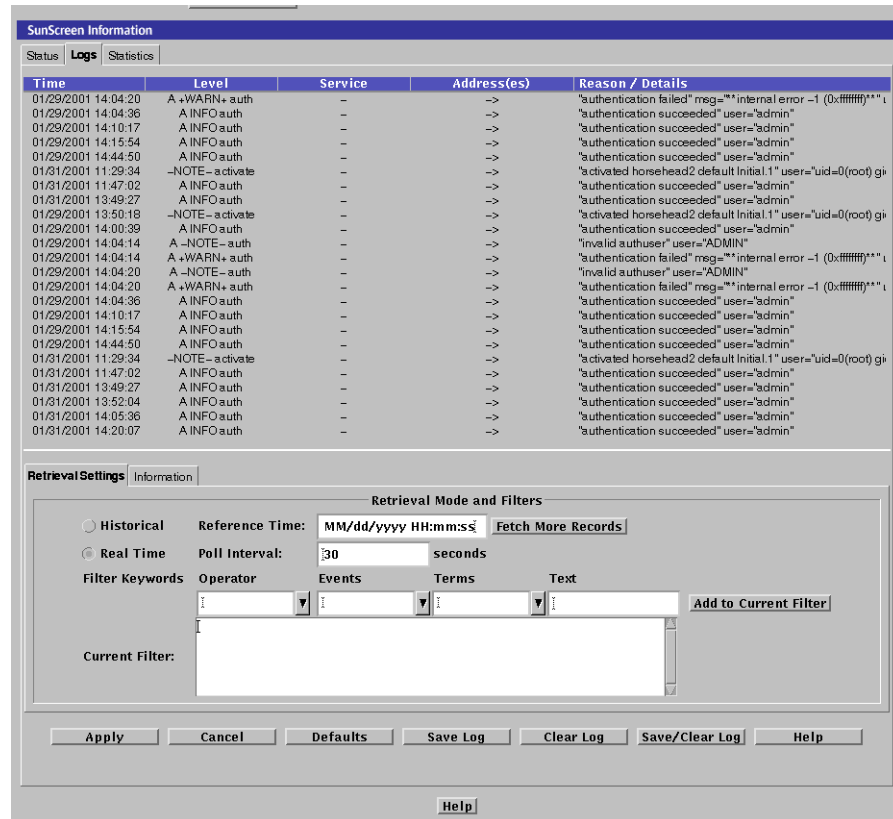 SunScreen Information
Status Logs Statistics
Time Level Service Address(es) Reason / Details
01/29/2001 14:04:20 A +WARN+ auth – –> "authentication failed" msg="** internal error –1 (0xffffffff)**" u
01/29/2001 14:04:36 A INFO auth – –> "authentication succeeded" user="admin"
01/29/2001 14:10:17 A INFO auth – –> "authentication succeeded" user="admin"
01/29/2001 14:15:54 A INFO auth – –> "authentication succeeded" user="admin"
01/29/2001 14:44:50 A INFO auth – –> "authentication succeeded" user="admin"
01/31/2001 11:29:34 –NOTE– activate – –> "activated horsehead2 default Initial.1" user="uid=0(root) gi
01/31/2001 11:47:02 A INFO auth – –> "authentication succeeded" user="admin"
01/31/2001 13:49:27 A INFO auth – –> "authentication succeeded" user="admin"
01/29/2001 13:50:18 –NOTE– activate – –> "activated horsehead2 default Initial.1" user="uid=0(root) gi
01/29/2001 14:00:39 A INFO auth – –> "authentication succeeded" user="admin"
01/29/2001 14:04:14 A –NOTE– auth – –> "invalid authuser" user="ADMIN"
01/29/2001 14:04:14 A +WARN+ auth – –> "authentication failed" msg="** internal error –1 (0xffffffff)**" u
01/29/2001 14:04:20 A –NOTE– auth – –> "invalid authuser" user="ADMIN"
01/29/2001 14:04:20 A +WARN+ auth – –> "authentication failed" msg="** internal error –1 (0xffffffff)**" u
01/29/2001 14:04:36 A INFO auth – –> "authentication succeeded" user="admin"
01/29/2001 14:10:17 A INFO auth – –> "authentication succeeded" user="admin"
01/29/2001 14:15:54 A INFO auth – –> "authentication succeeded" user="admin"
01/29/2001 14:44:50 A INFO auth – –> "authentication succeeded" user="admin"
01/31/2001 11:29:34 –NOTE– activate – –> "activated horsehead2 default Initial.1" user="uid=0(root) gi
01/31/2001 11:47:02 A INFO auth – –> "authentication succeeded" user="admin"
01/31/2001 13:49:27 A INFO auth – –> "authentication succeeded" user="admin"
01/31/2001 13:52:04 A INFO auth – –> "authentication succeeded" user="admin"
01/31/2001 14:05:36 A INFO auth – –> "authentication succeeded" user="admin"
01/31/2001 14:20:07 A INFO auth – –> "authentication succeeded" user="admin"
Retrieval Settings Information
Retrieval Mode and Filters
Historical Reference Time: MM/dd/yyyy HH:mm:ss Fetch More Records
Real Time Poll Interval: 30 seconds
Filter Keywords Operator Events Terms Text
Add to Current Filter
Current Filter:
Apply Cancel Defaults Save Log Clear Log Save/Clear Log Help
Help